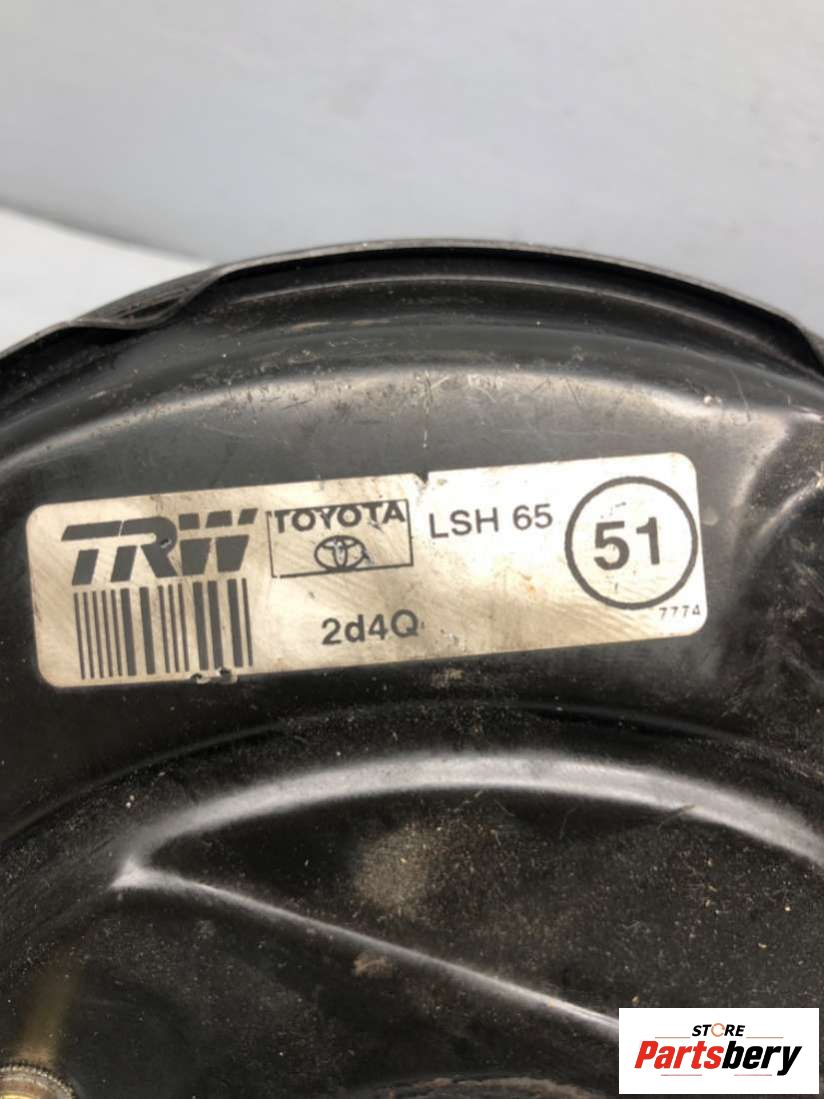 TRW TOYOTA LSH 65 51
2d4Q 7774
STORE
Partsbery